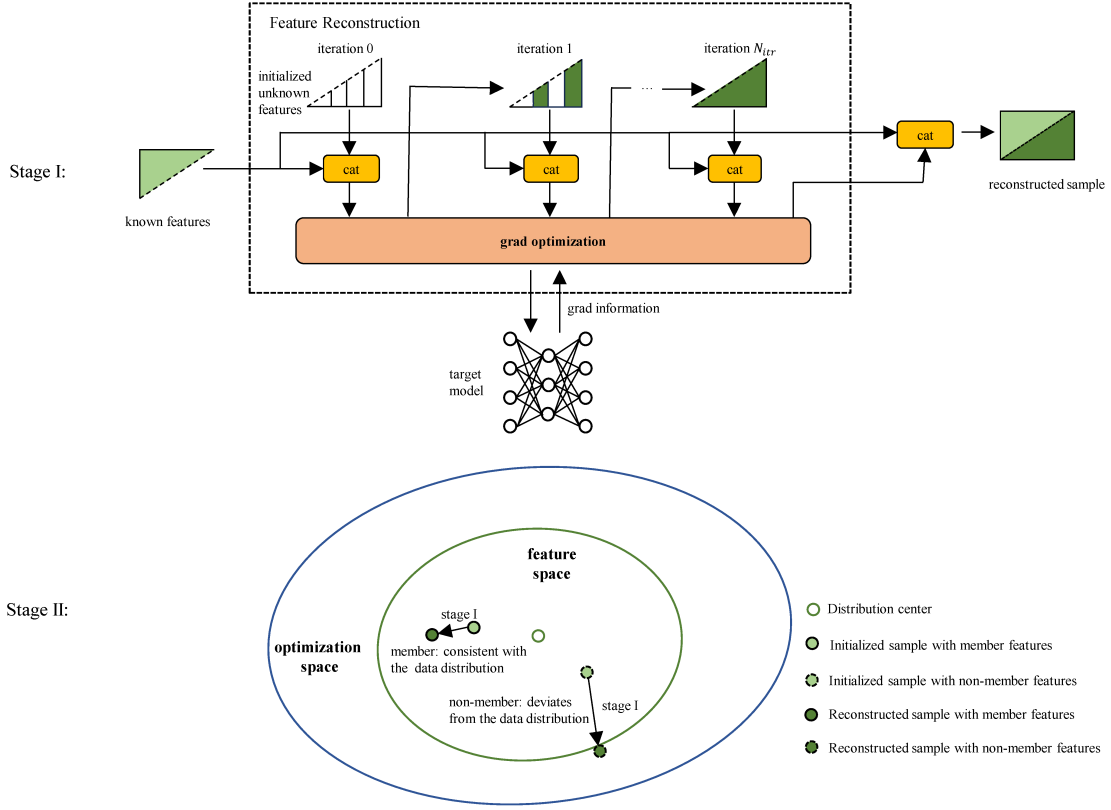 Feature Reconstruction
iteration 0
iteration 1
iteration N_itr
initialized
unknown
features
...
cat
cat
cat
cat
Stage I:
known features
reconstructed sample
grad optimization
grad information
target
model
feature
space
Stage II:
stage I
optimization
space
member: consistent with
the data distribution
non-member: deviates
from the data distribution
stage I
Distribution center
Initialized sample with member features
Initialized sample with non-member features
Reconstructed sample with member features
Reconstructed sample with non-member features